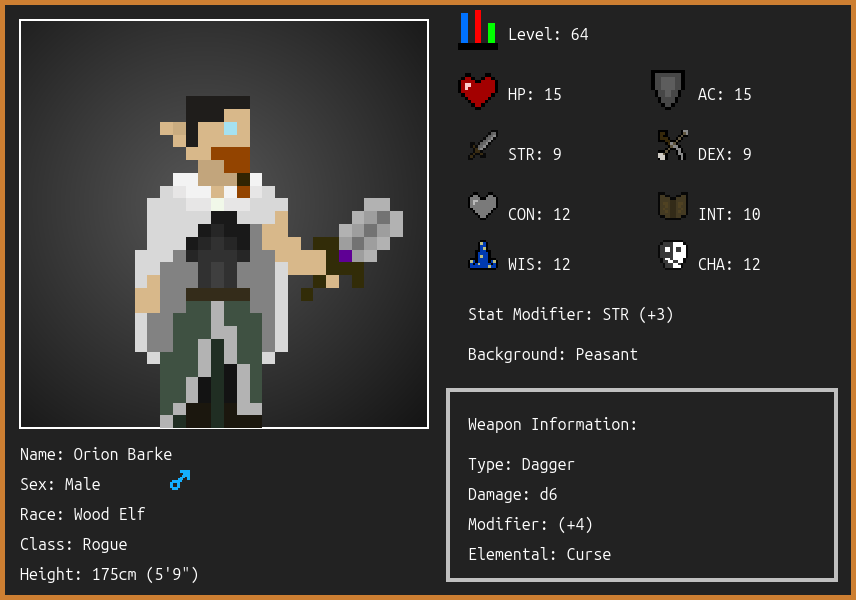 Level: 64
HP: 15
AC: 15
STR: 9
DEX: 9
CON: 12
INT: 10
WIS: 12
CHA: 12
Stat Modifier: STR (+3)
Background: Peasant
Weapon Information:
Type: Dagger
Damage: d6
Modifier: (+4)
Elemental: Curse
Name: Orion Barke
Sex: Male
Race: Wood Elf
Class: Rogue
Height: 175cm (5'9")